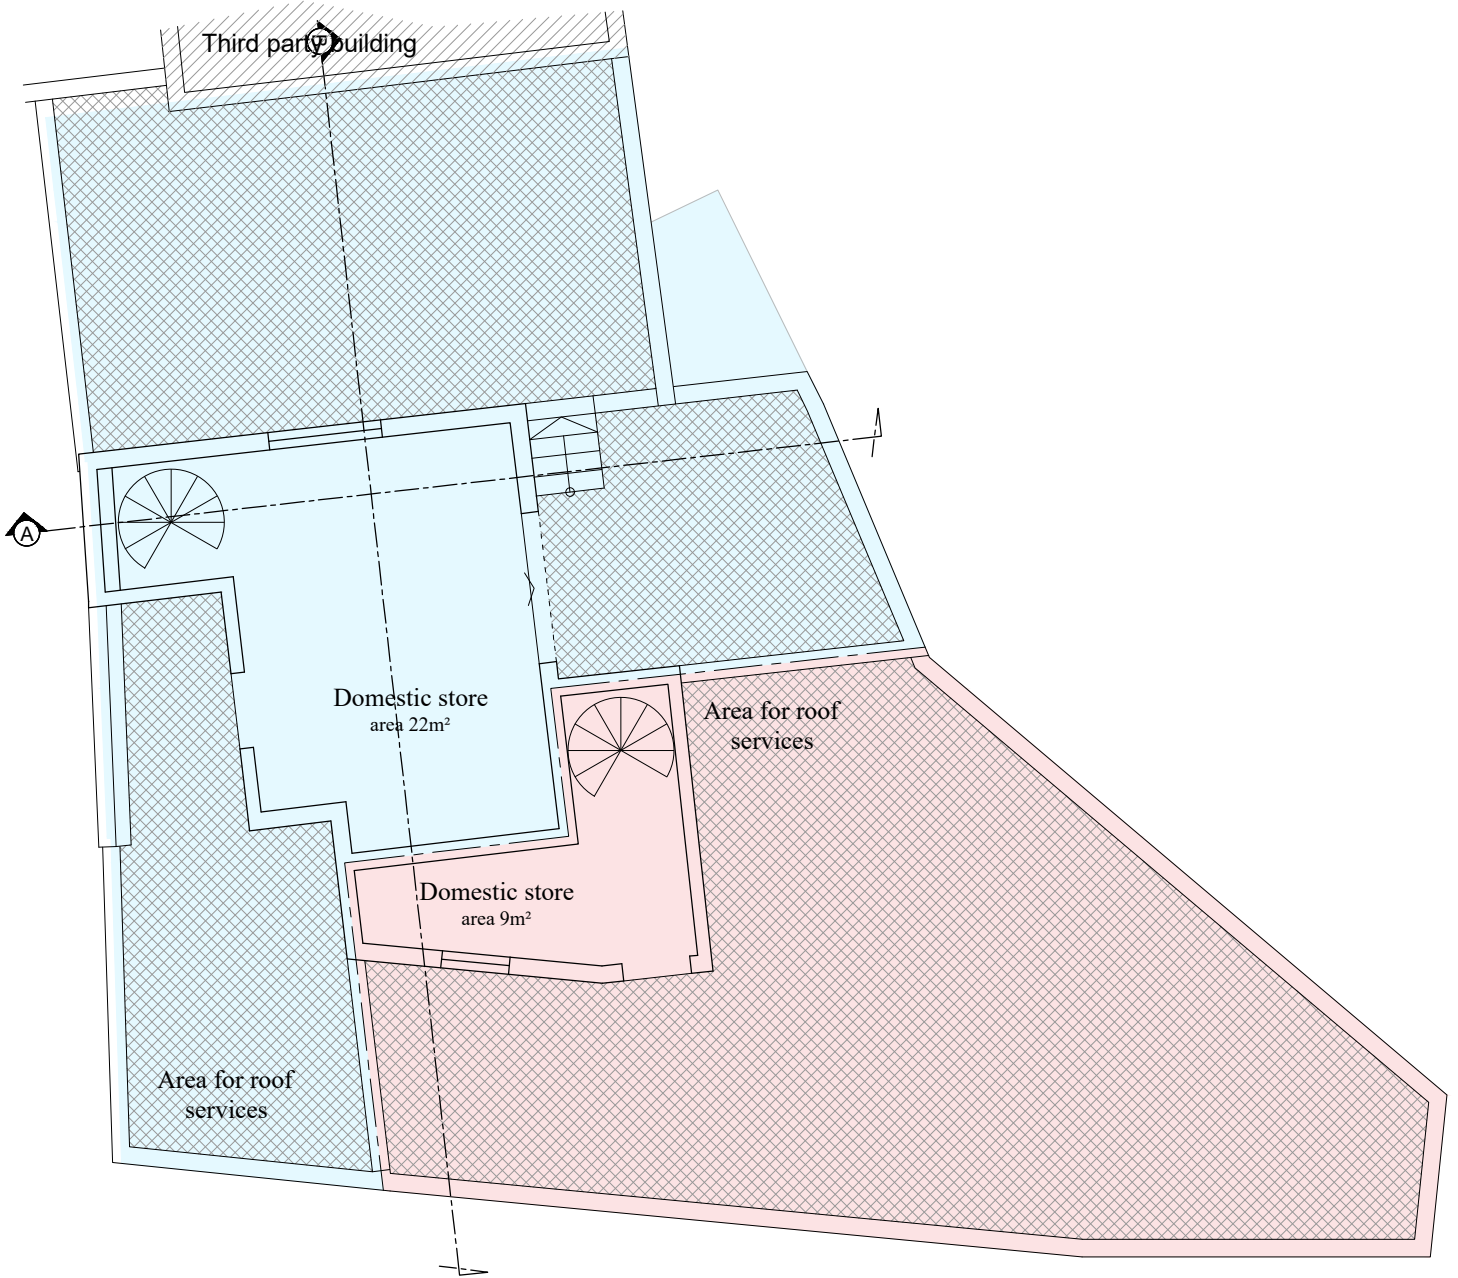 Third party building
A
Domestic store
area 22m²
Area for roof
services
Domestic store
area 9m²
Area for roof
services